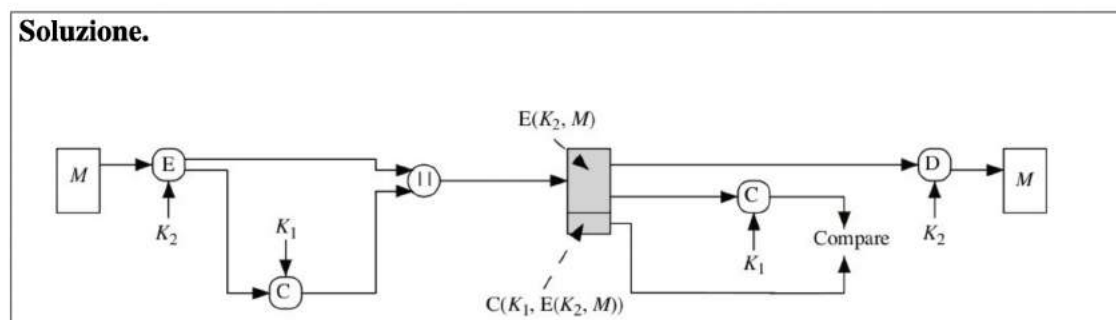 Soluzione.
E(K₂, M)
M
E
||
D
M
K₂
K₁
C
C
K₁
Compare
K₂
C(K₁, E(K₂, M))